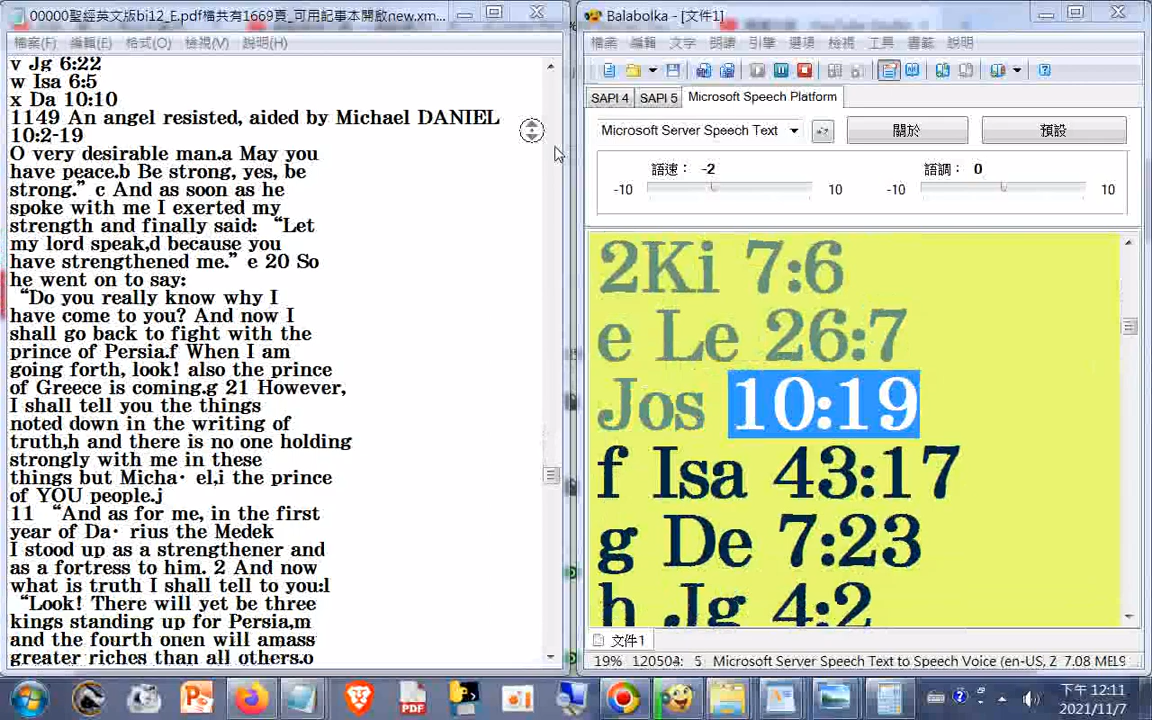 00000聖經英文版bi12_E.pdf檔共有1669頁_可用記事本開啟new.xm...
檔案(F) 編輯(E) 格式(O) 檢視(V) 說明(H)
v Jg 6:22
w Isa 6:5
x Da 10:10
1149 An angel resisted, aided by Michael DANIEL
10:2-19
O very desirable man.a May you
have peace.b Be strong, yes, be
strong.” c And as soon as he
spoke with me I exerted my
strength and finally said: “Let
my lord speak,d because you
have strengthened me.” e 20 So
he went on to say:
“Do you really know why I
have come to you? And now I
shall go back to fight with the
prince of Persia.f When I am
going forth, look! also the prince
of Greece is coming.g 21 However,
I shall tell you the things
noted down in the writing of
truth,h and there is no one holding
strongly with me in these
things but Micha· el,i the prince
of YOU people.j
11 “And as for me, in the first
year of Da· rius the Medek
I stood up as a strengthener and
as a fortress to him. 2 And now
what is truth I shall tell to you:l
“Look! There will yet be three
kings standing up for Persia,m
and the fourth onen will amass
greater riches than all others.o
Balabolka - [文件1]
檔案 編輯 文字 朗讀 引擎 選項 檢視 工具 書籤 說明
SAPI 4 SAPI 5 Microsoft Speech Platform
Microsoft Server Speech Text 關於 預設
語速: -2 語調: 0
-10 10 -10 10
2Ki 7:6
e Le 26:7
Jos 10:19
f Isa 43:17
g De 7:23
h Jg 4:2
文件1
19% 120504: 5 Microsoft Server Speech Text to Speech Voice (en-US, Z 7.08 ME
下午 12:11
2021/11/7